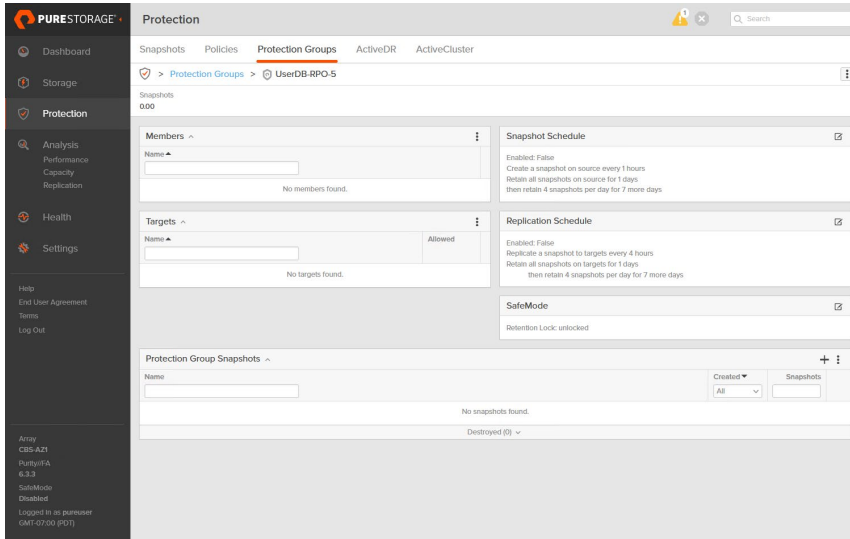 PURESTORAGE
Protection
1
Search
Dashboard
Storage
Protection
Analysis
Performance
Capacity
Replication
Health
Settings
Help
End User Agreement
Terms
Log Out
Array
CBS-AZ1
Purity//FA
6.3.3
SafeMode
Disabled
Logged in as pureuser
GMT-07:00 (PDT)
Snapshots Policies Protection Groups ActiveDR ActiveCluster
> Protection Groups > UserDB-RPO-5
Snapshots
0.00
Members
Name
No members found.
Targets
Name Allowed
No targets found.
Snapshot Schedule
Enabled: False
Create a snapshot on source every 1 hours
Retain all snapshots on source for 1 days
then retain 4 snapshots per day for 7 more days
Replication Schedule
Enabled: False
Replicate a snapshot to targets every 4 hours
Retain all snapshots on targets for 1 days
then retain 4 snapshots per day for 7 more days
SafeMode
Retention Lock: unlocked
Protection Group Snapshots
Name Created Snapshots
All
No snapshots found.
Destroyed (0)